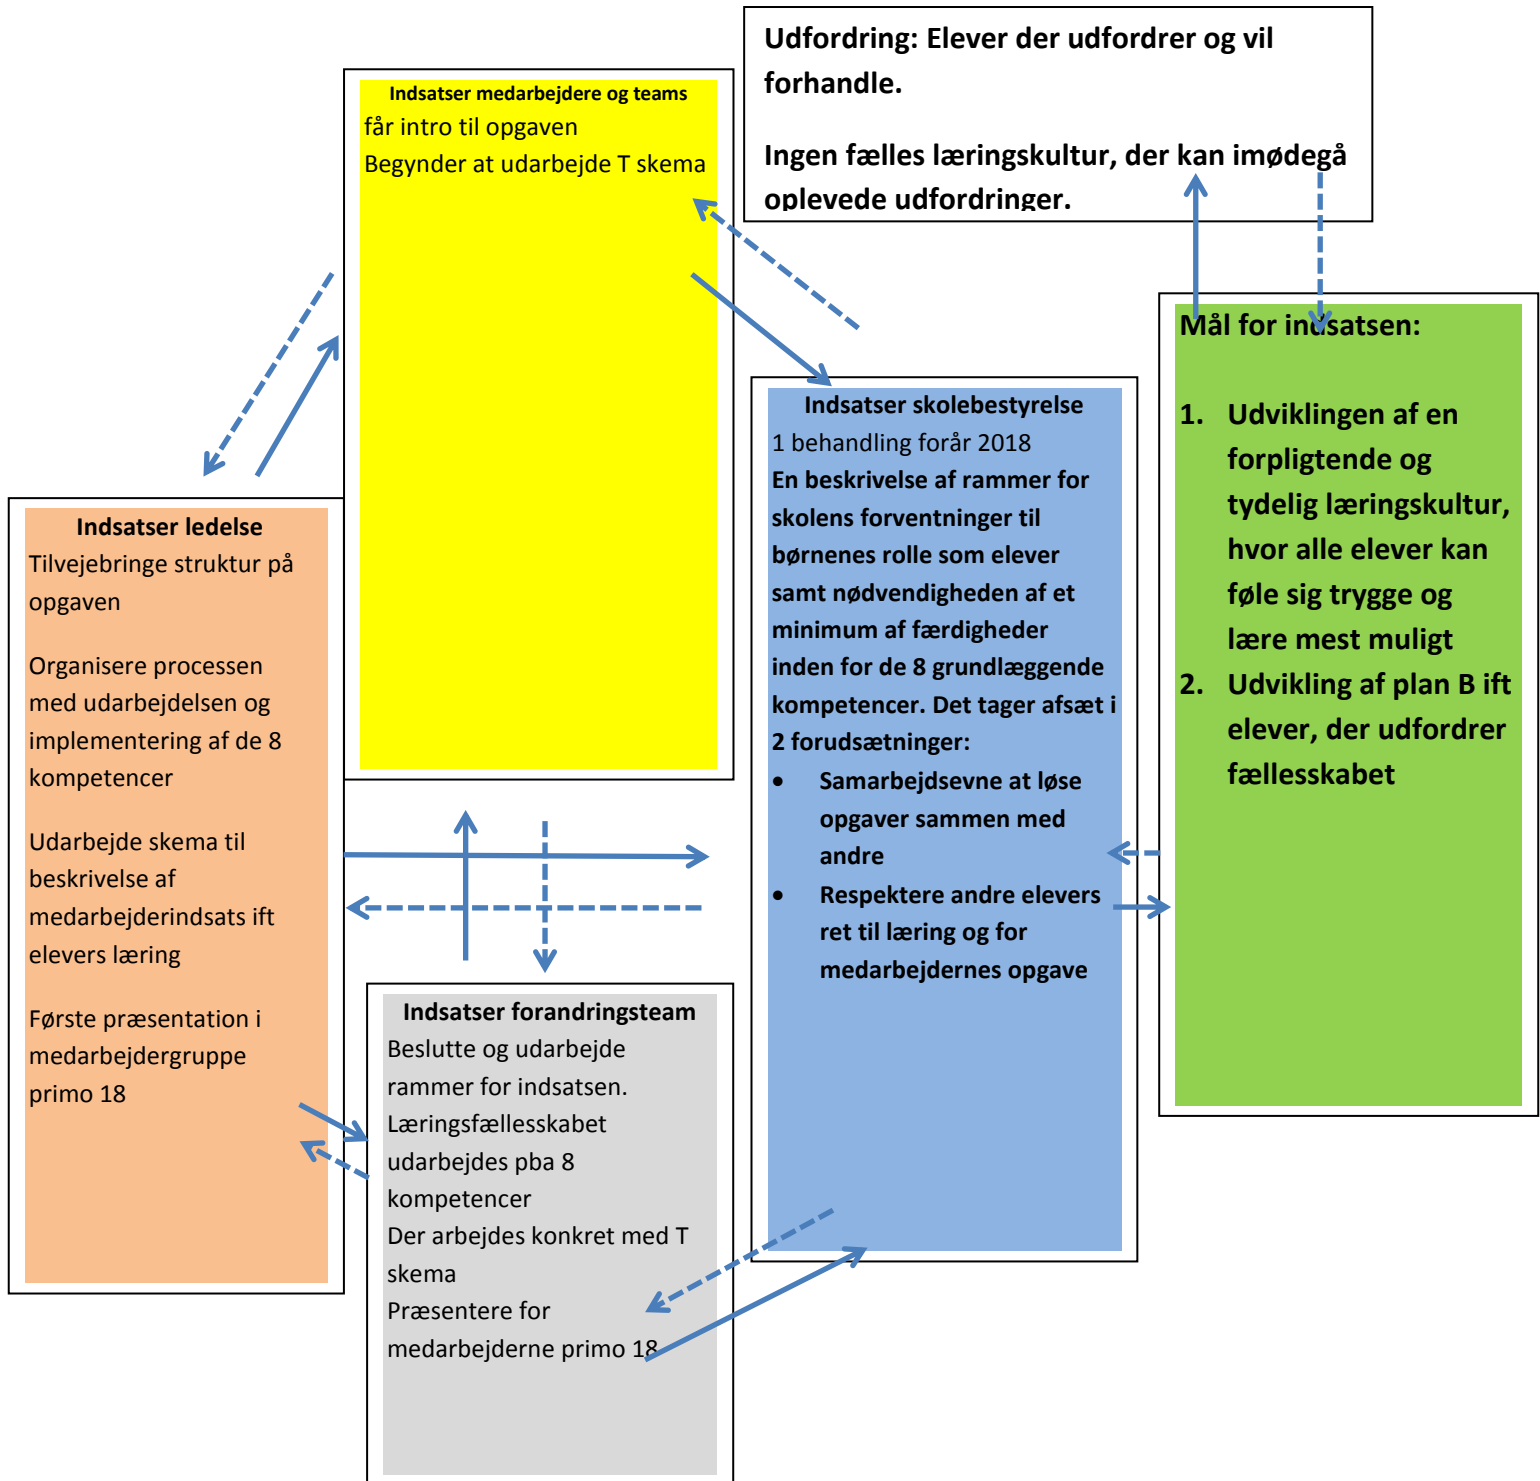 Udfordring: Elever der udfordrer og vil
forhandle.
Ingen fælles læringskultur, der kan imødegå
oplevede udfordringer.
Indsatser medarbejdere og teams
får intro til opgaven
Begynder at udarbejde T skema
Mål for indsatsen:
1. Udviklingen af en
forpligtende og
tydelig læringskultur,
hvor alle elever kan
føle sig trygge og
lære mest muligt
2. Udvikling af plan B ift
elever, der udfordrer
fællesskabet
Indsatser skolebestyrelse
1 behandling forår 2018
En beskrivelse af rammer for
skolens forventninger til
børnenes rolle som elever
samt nødvendigheden af et
minimum af færdigheder
inden for de 8 grundlæggende
kompetencer. Det tager afsæt i
2 forudsætninger:
• Samarbejdsevne at løse
opgaver sammen med
andre
• Respektere andre elevers
ret til læring og for
medarbejdernes opgave
Indsatser ledelse
Tilvejebringe struktur på
opgaven
Organisere processen
med udarbejdelsen og
implementering af de 8
kompetencer
Udarbejde skema til
beskrivelse af
medarbejderindsats ift
elevers læring
Første præsentation i
medarbejdergruppe
primo 18
Indsatser forandringsteam
Beslutte og udarbejde
rammer for indsatsen.
Læringsfællesskabet
udarbejdes pba 8
kompetencer
Der arbejdes konkret med T
skema
Præsentere for
medarbejderne primo 18